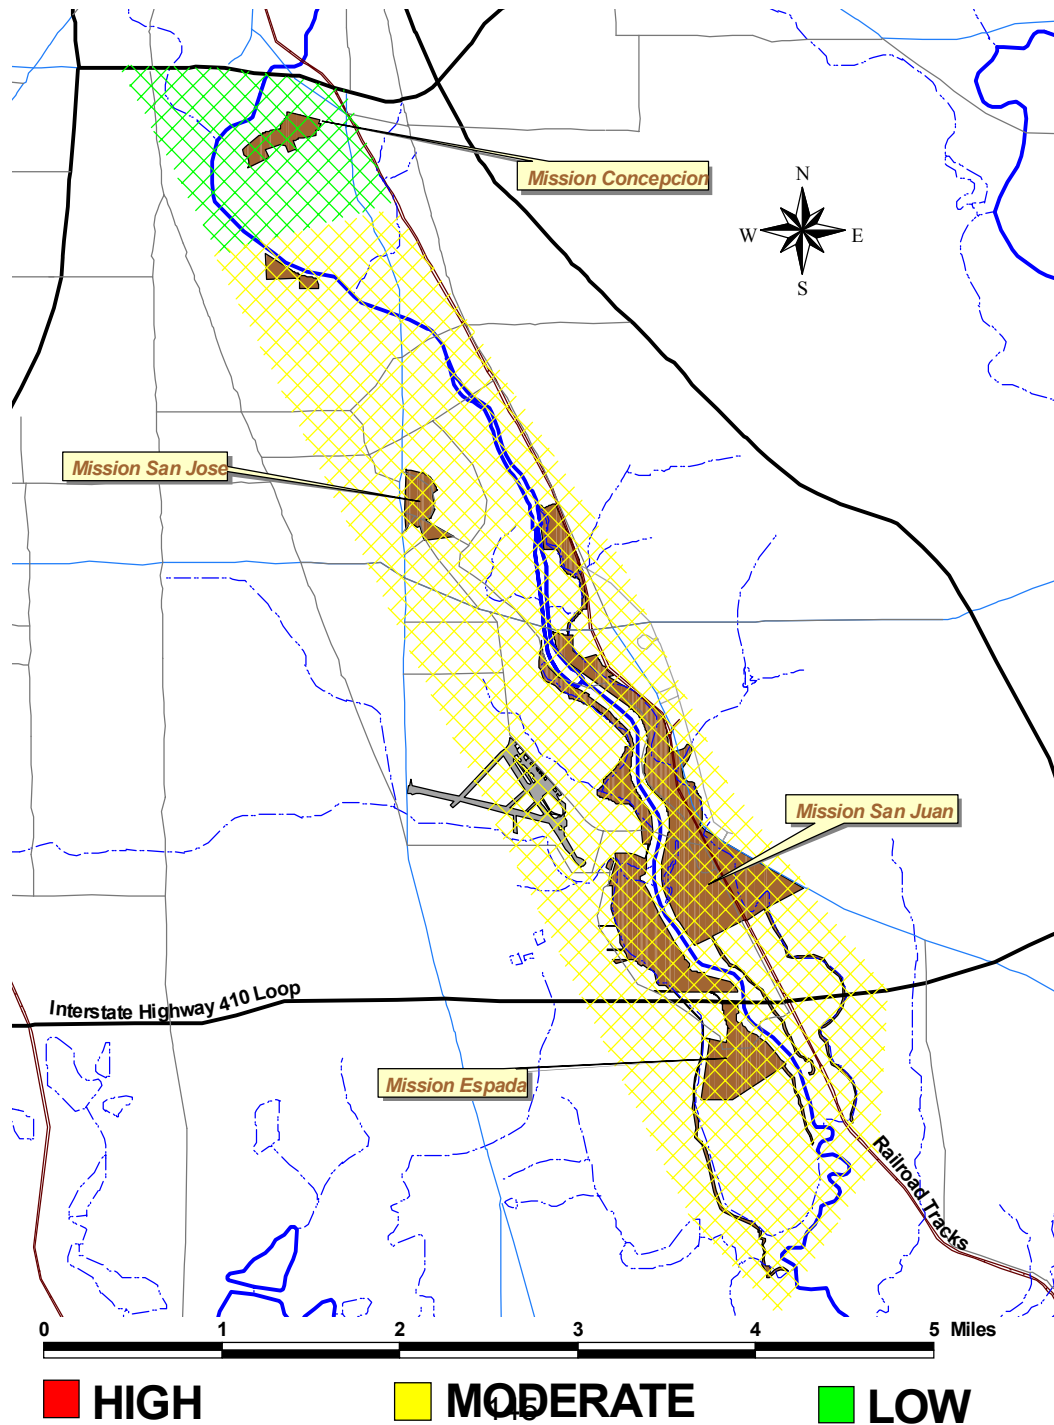 Mission Concepcion
N
W E
S
Mission San Jose
Mission San Juan
Interstate Highway 410 Loop
Mission Espada
Railroad Tracks
0 1 2 3 4 5 Miles
HIGH MODERATE LOW